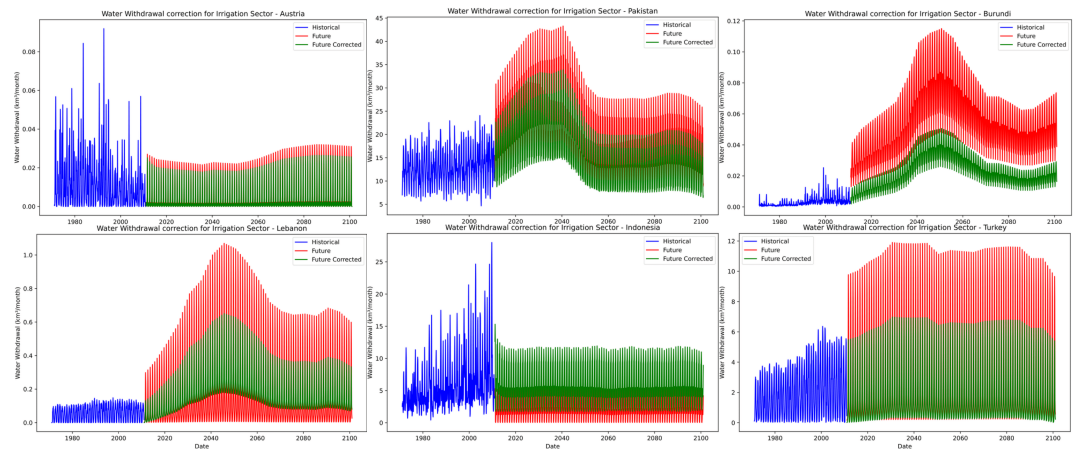 Water Withdrawal correction for Irrigation Sector - Austria
Water Withdrawal (km³/month)
0.08
0.06
0.04
0.02
0.00
Historical
Future
Future Corrected
1980
2000
2020
2040
2060
2080
2100
Water Withdrawal correction for Irrigation Sector - Pakistan
Water Withdrawal (km³/month)
45
40
35
30
25
20
15
10
5
Historical
Future
Future Corrected
1980
2000
2020
2040
2060
2080
2100
Water Withdrawal correction for Irrigation Sector - Burundi
Water Withdrawal (km³/month)
0.12
0.10
0.08
0.06
0.04
0.02
0.00
Historical
Future
Future Corrected
1980
2000
2020
2040
2060
2080
2100
Water Withdrawal correction for Irrigation Sector - Lebanon
Water Withdrawal (km³/month)
1.0
0.8
0.6
0.4
0.2
0.0
Historical
Future
Future Corrected
1980
2000
2020
2040
2060
2080
2100
Date
Water Withdrawal correction for Irrigation Sector - Indonesia
Water Withdrawal (km³/month)
25
20
15
10
5
0
Historical
Future
Future Corrected
1980
2000
2020
2040
2060
2080
2100
Date
Water Withdrawal correction for Irrigation Sector - Turkey
Water Withdrawal (km³/month)
12
10
8
6
4
2
0
Historical
Future
Future Corrected
1980
2000
2020
2040
2060
2080
2100
Date